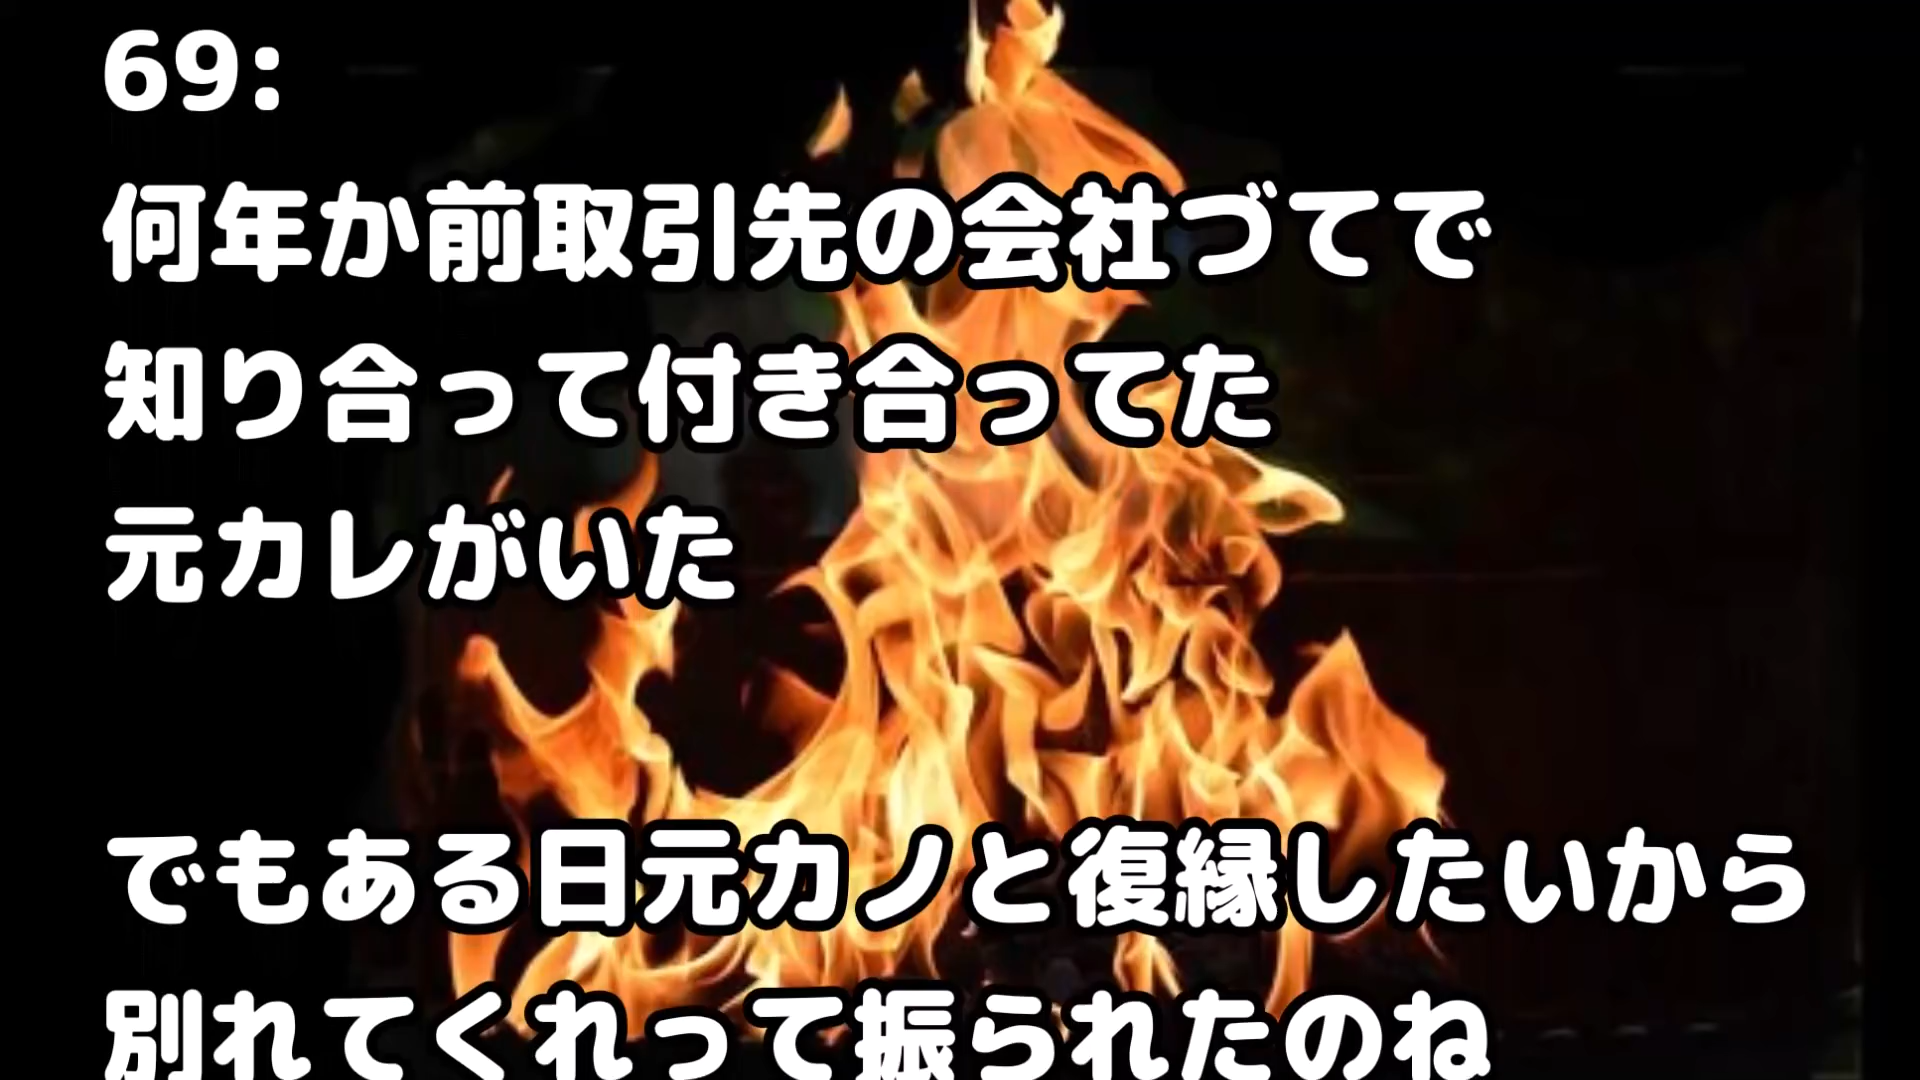 69:
何年か前取引先の会社づてで
知り合って付き合ってた
元カレがいた
でもある日元カノと復縁したいから
別れてくれって振られたのね